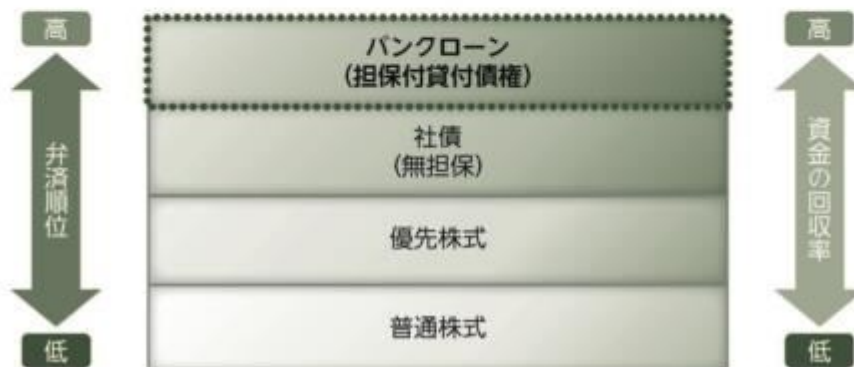 高
高
バンクローン
(担保付貸付債権)
社債
(無担保)
弁済順位
資金の回収率
優先株式
普通株式
低
低